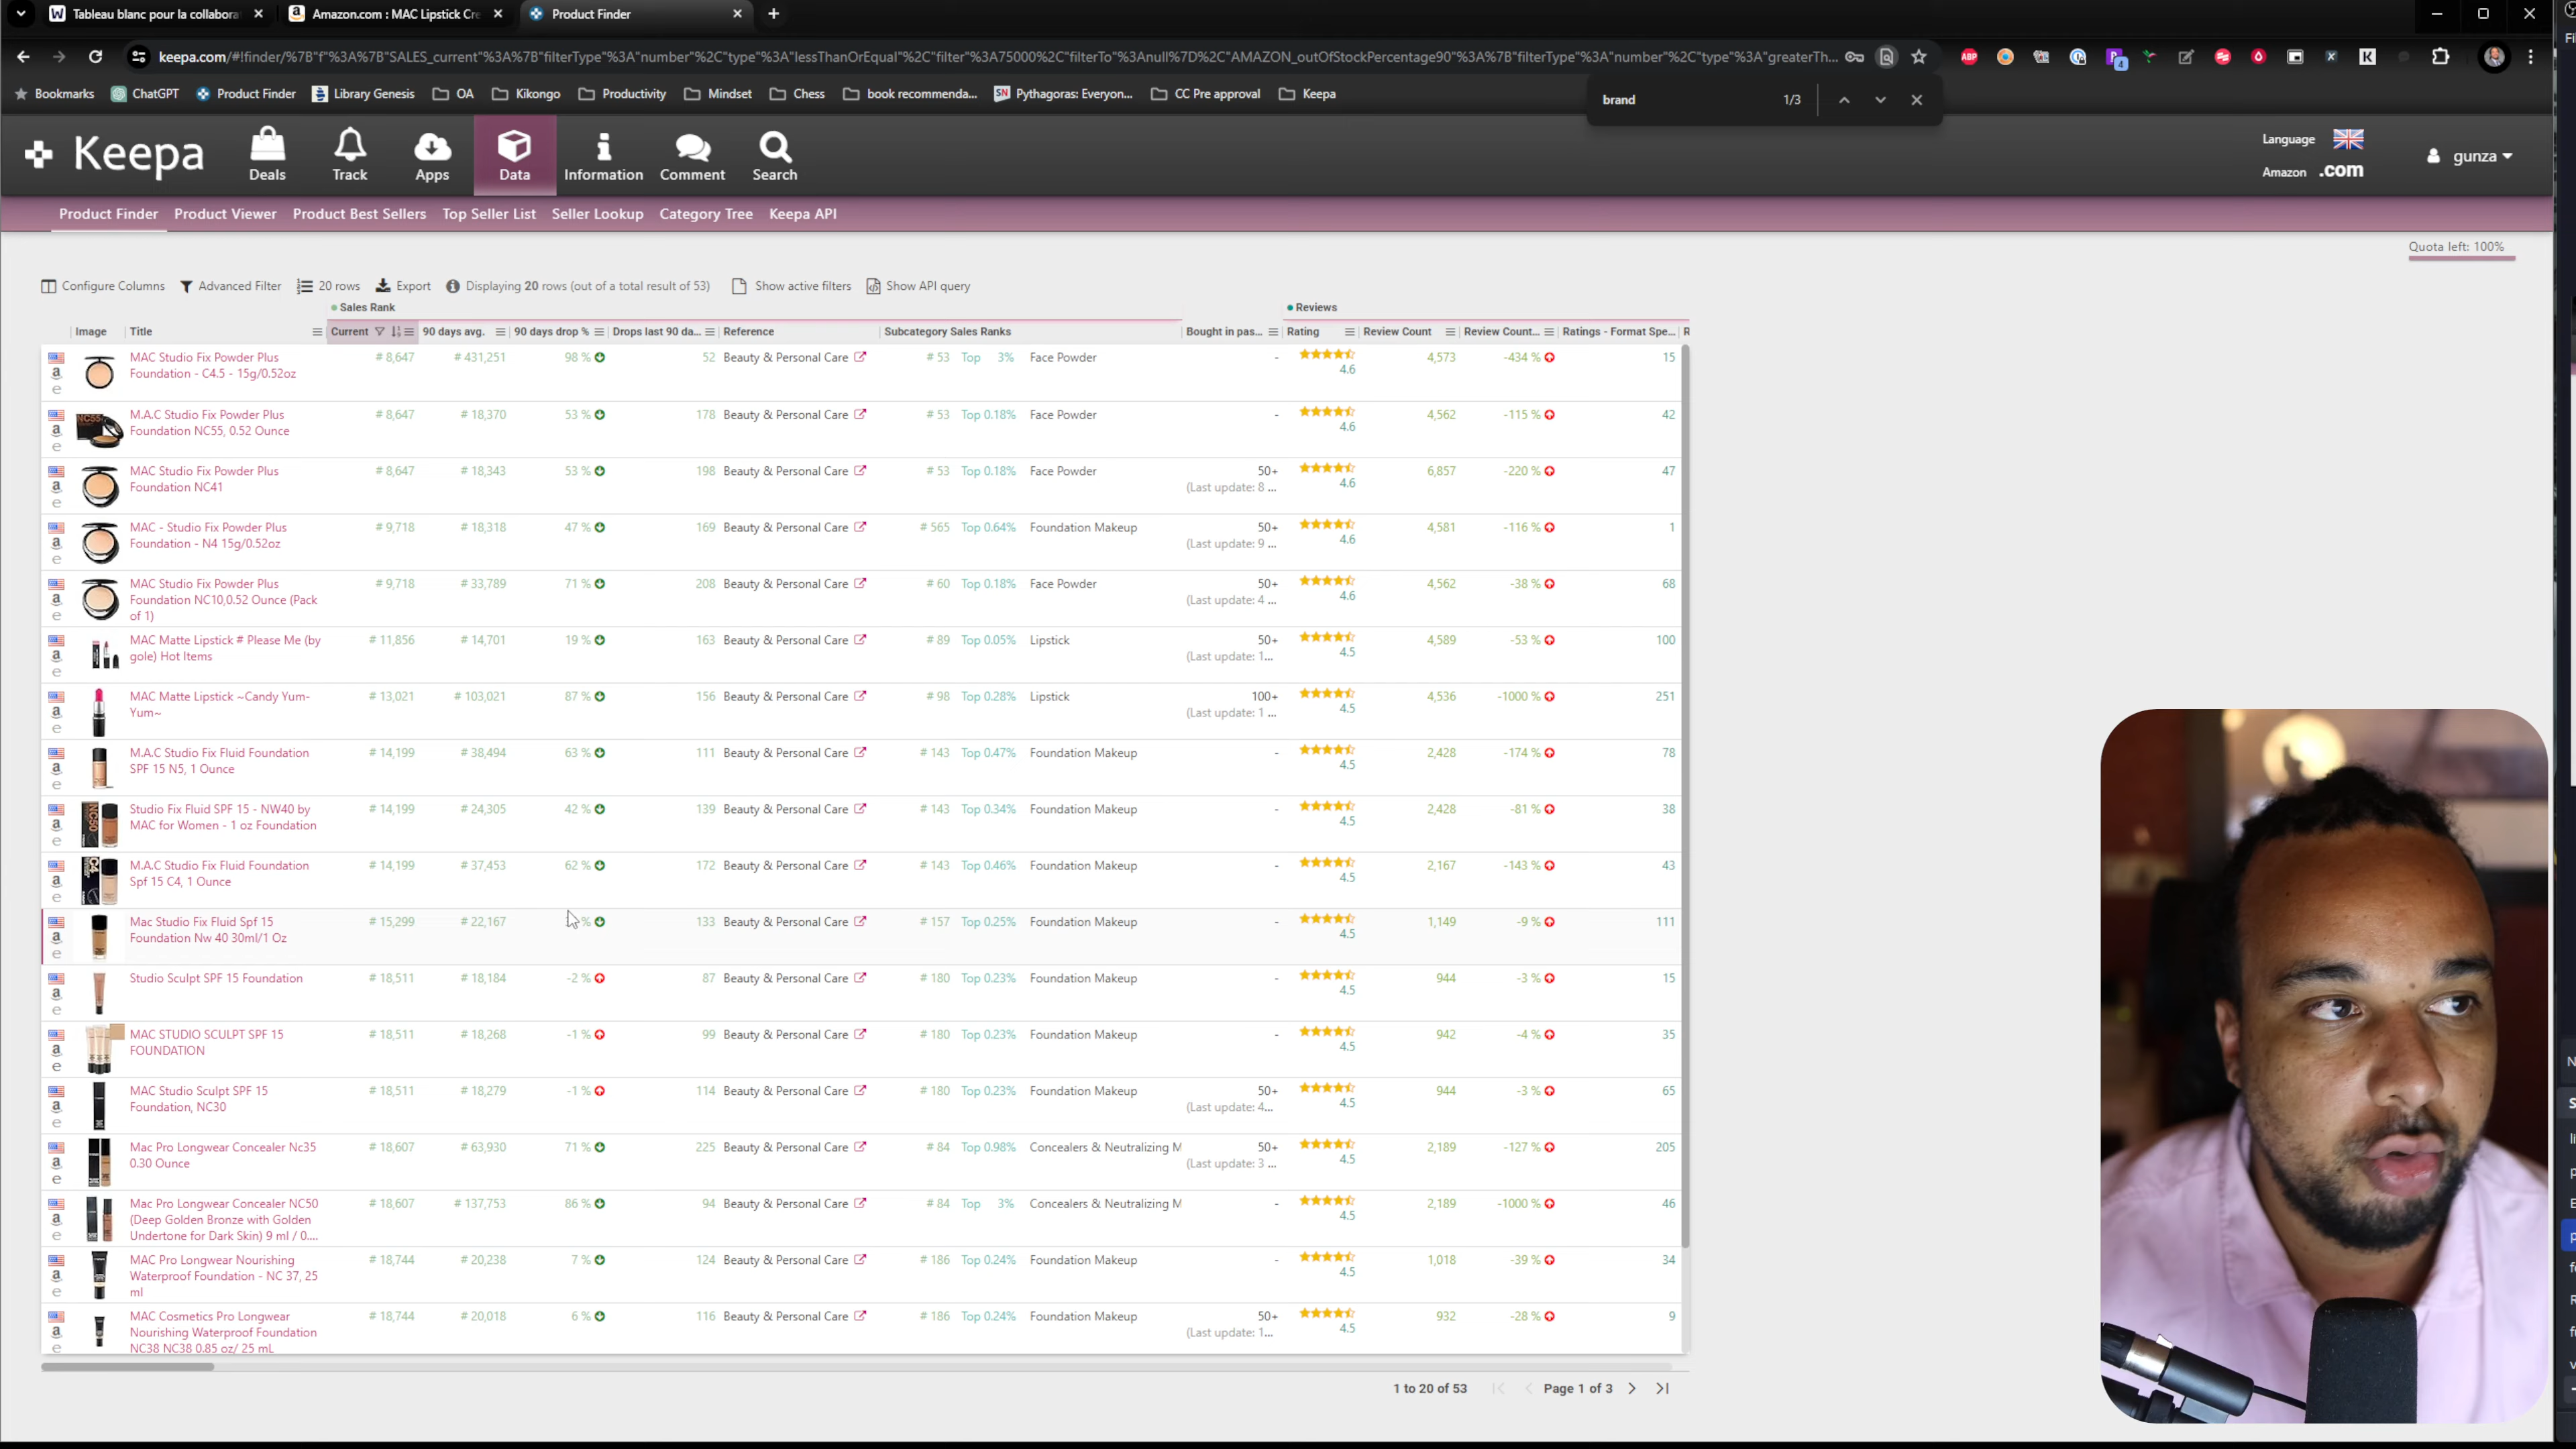 Tableau blanc pour la collabora
Amazon.com : MAC Lipstick Cre
Product Finder
keepa.com/#!finder/%7B"f"%3A%7B"SALES_current"%3A%7B"filterType"%3A"number"%2C"type"%3A"lessThanOrEqual"%2C"filter"%3A75000%2C"filterTo"%3Anull%7D%2C"AMAZON_outOfStockPercentage90"%3A%7B"filterType"%3A"number"%2C"type"%3A"greaterTh...
Bookmarks ChatGPT Product Finder Library Genesis OA Kikongo Productivity Mindset Chess book recommenda... Pythagoras: Everyon... CC Pre approval Keepa
brand 1/3
Keepa
Deals Track Apps Data Information Comment Search
Language
Amazon .com
gunza
Product Finder Product Viewer Product Best Sellers Top Seller List Seller Lookup Category Tree Keepa API
Quota left: 100%
Configure Columns Advanced Filter 20 rows Export Displaying 20 rows (out of a total result of 53) Show active filters Show API query
Sales Rank Reviews
Image Title Current 90 days avg. 90 days drop % Drops last 90 da... Reference Subcategory Sales Ranks Bought in pas... Rating Review Count Review Count... Ratings - Format Spe... R
MAC Studio Fix Powder Plus # 8,647 # 431,251 98 % 52 Beauty & Personal Care # 53 Top 3% Face Powder - 4,573 -434 % 15
Foundation - C4.5 - 15g/0.52oz 4.6
M.A.C Studio Fix Powder Plus # 8,647 # 18,370 53 % 178 Beauty & Personal Care # 53 Top 0.18% Face Powder - 4,562 -115 % 42
Foundation NC55, 0.52 Ounce 4.6
MAC Studio Fix Powder Plus # 8,647 # 18,343 53 % 198 Beauty & Personal Care # 53 Top 0.18% Face Powder 50+ 6,857 -220 % 47
Foundation NC41 (Last update: 8 ... 4.6
MAC - Studio Fix Powder Plus # 9,718 # 18,318 47 % 169 Beauty & Personal Care # 565 Top 0.64% Foundation Makeup 50+ 4,581 -116 % 1
Foundation - N4 15g/0.52oz (Last update: 9 ... 4.6
MAC Studio Fix Powder Plus # 9,718 # 33,789 71 % 208 Beauty & Personal Care # 60 Top 0.18% Face Powder 50+ 4,562 -38 % 68
Foundation NC10,0.52 Ounce (Pack (Last update: 4 ... 4.6
of 1)
MAC Matte Lipstick # Please Me (by # 11,856 # 14,701 19 % 163 Beauty & Personal Care # 89 Top 0.05% Lipstick 50+ 4,589 -53 % 100
gole) Hot Items (Last update: 1... 4.5
MAC Matte Lipstick ~Candy Yum- # 13,021 # 103,021 87 % 156 Beauty & Personal Care # 98 Top 0.28% Lipstick 100+ 4,536 -1000 % 251
Yum~ (Last update: 1 ... 4.5
M.A.C Studio Fix Fluid Foundation # 14,199 # 38,494 63 % 111 Beauty & Personal Care # 143 Top 0.47% Foundation Makeup - 2,428 -174 % 78
SPF 15 N5, 1 Ounce 4.5
Studio Fix Fluid SPF 15 - NW40 by # 14,199 # 24,305 42 % 139 Beauty & Personal Care # 143 Top 0.34% Foundation Makeup - 2,428 -81 % 38
MAC for Women - 1 oz Foundation 4.5
M.A.C Studio Fix Fluid Foundation # 14,199 # 37,453 62 % 172 Beauty & Personal Care # 143 Top 0.46% Foundation Makeup - 2,167 -143 % 43
Spf 15 C4, 1 Ounce 4.5
Mac Studio Fix Fluid Spf 15 # 15,299 # 22,167 % 133 Beauty & Personal Care # 157 Top 0.25% Foundation Makeup - 1,149 -9 % 111
Foundation Nw 40 30ml/1 Oz 4.5
Studio Sculpt SPF 15 Foundation # 18,511 # 18,184 -2 % 87 Beauty & Personal Care # 180 Top 0.23% Foundation Makeup - 944 -3 % 15
4.5
MAC STUDIO SCULPT SPF 15 # 18,511 # 18,268 -1 % 99 Beauty & Personal Care # 180 Top 0.23% Foundation Makeup - 942 -4 % 35
FOUNDATION 4.5
MAC Studio Sculpt SPF 15 # 18,511 # 18,279 -1 % 114 Beauty & Personal Care # 180 Top 0.23% Foundation Makeup 50+ 944 -3 % 65
Foundation, NC30 (Last update: 4... 4.5
Mac Pro Longwear Concealer Nc35 # 18,607 # 63,930 71 % 225 Beauty & Personal Care # 84 Top 0.98% Concealers & Neutralizing M 50+ 2,189 -127 % 205
0.30 Ounce (Last update: 3 ... 4.5
Mac Pro Longwear Concealer NC50 # 18,607 # 137,753 86 % 94 Beauty & Personal Care # 84 Top 3% Concealers & Neutralizing M - 2,189 -1000 % 46
(Deep Golden Bronze with Golden 4.5
Undertone for Dark Skin) 9 ml / 0....
MAC Pro Longwear Nourishing # 18,744 # 20,238 7 % 124 Beauty & Personal Care # 186 Top 0.24% Foundation Makeup - 1,018 -39 % 34
Waterproof Foundation - NC 37, 25 4.5
ml
MAC Cosmetics Pro Longwear # 18,744 # 20,018 6 % 116 Beauty & Personal Care # 186 Top 0.24% Foundation Makeup 50+ 932 -28 % 9
Nourishing Waterproof Foundation (Last update: 1... 4.5
NC38 NC38 0.85 oz/ 25 mL
1 to 20 of 53 Page 1 of 3